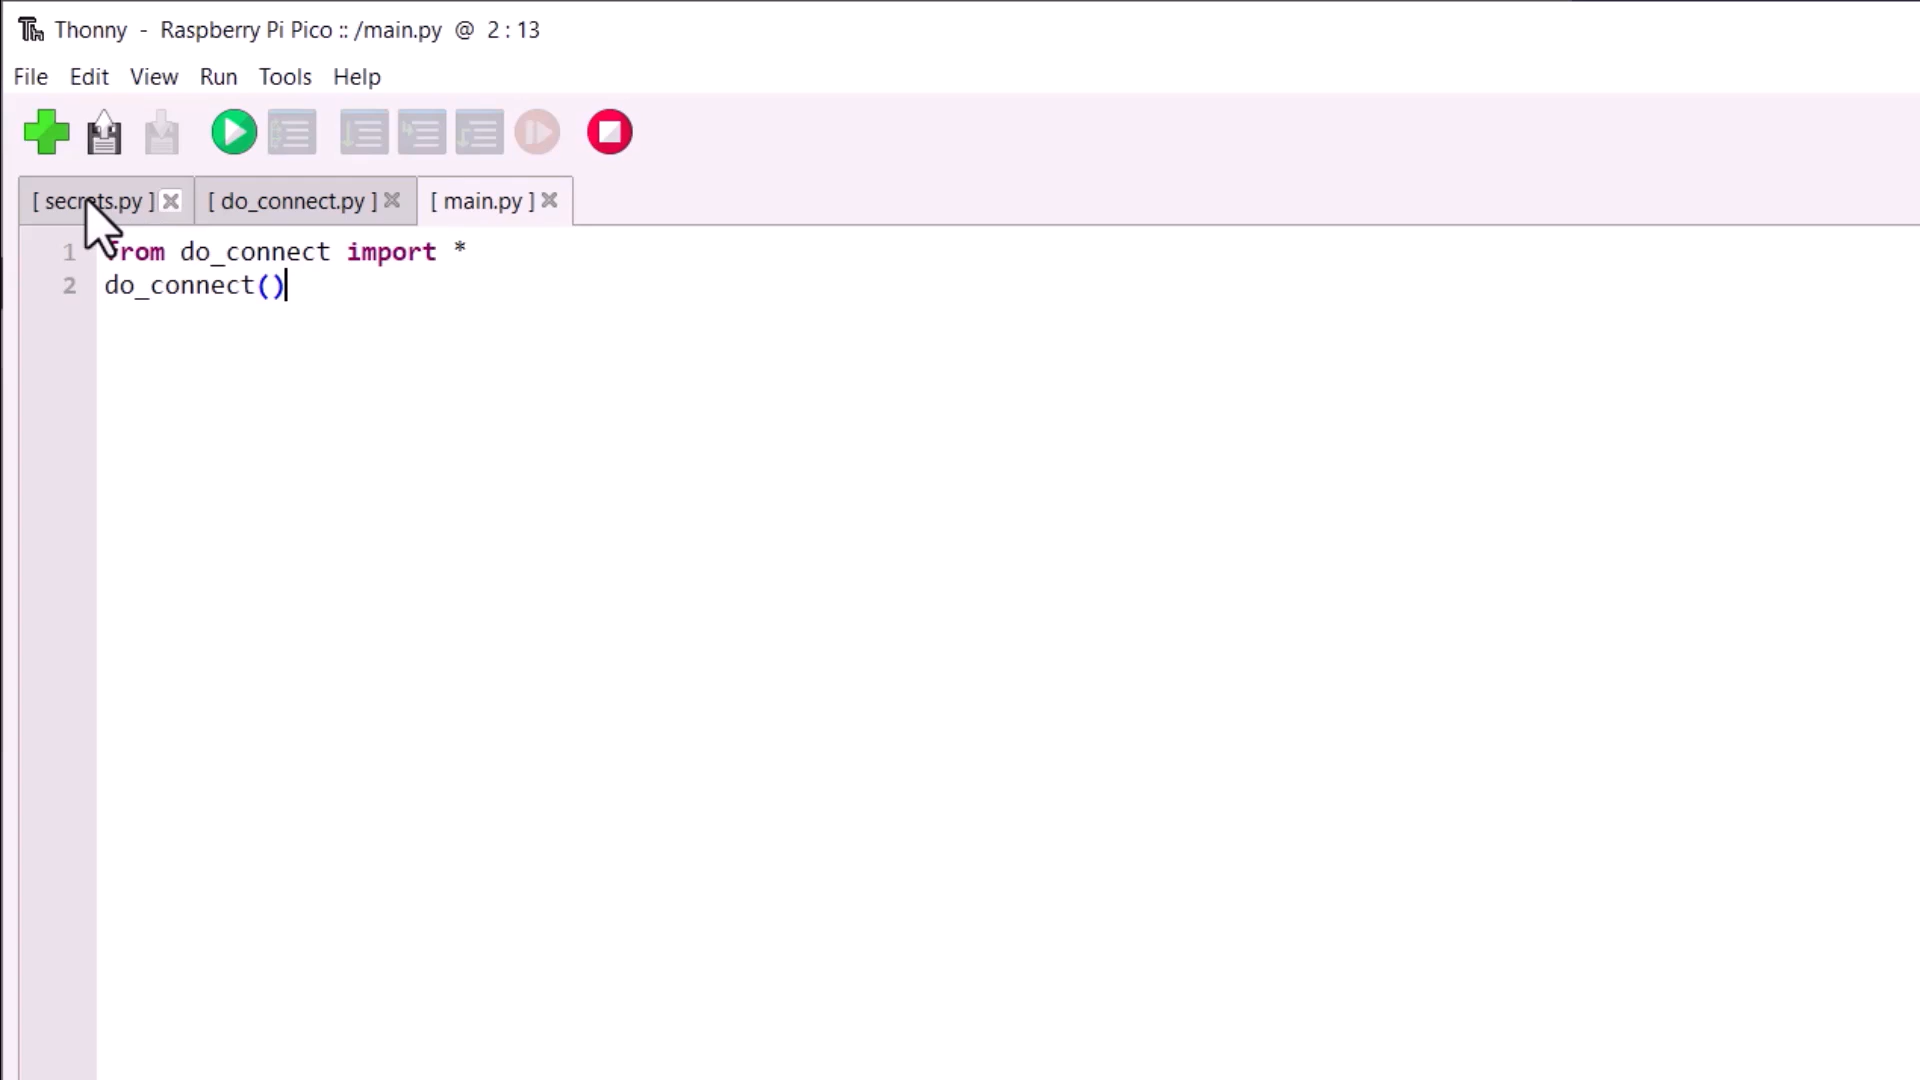 Thonny - Raspberry Pi Pico :: /main.py @ 2 : 13
File Edit View Run Tools Help
[ secrets.py ] [ do_connect.py ] [ main.py ]
1 from do_connect import *
2 do_connect()